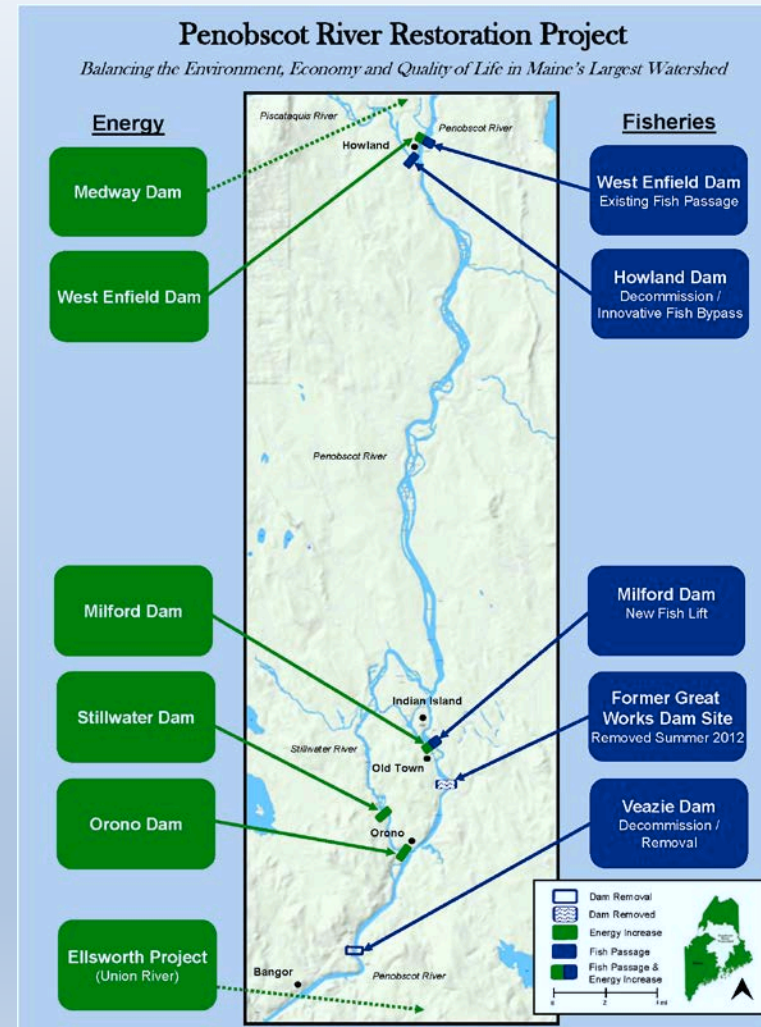 Penobscot River Restoration Project
Balancing the Environment, Economy and Quality of Life in Maine's Largest Watershed
Energy
Medway Dam
West Enfield Dam
Milford Dam
Stillwater Dam
Orono Dam
Ellsworth Project
(Union River)
Piscataquis River
Penobscot River
Howland
Penobscot River
Indian Island
Stillwater River
Old Town
Orono
Bangor
Penobscot River
Fisheries
West Enfield Dam
Existing Fish Passage
Howland Dam
Decommission /
Innovative Fish Bypass
Milford Dam
New Fish Lift
Former Great
Works Dam Site
Removed Summer 2012
Veazie Dam
Decommission /
Removal
Dam Removal
Dam Removed
Energy Increase
Fish Passage
Fish Passage &
Energy Increase
0 2 4 mi